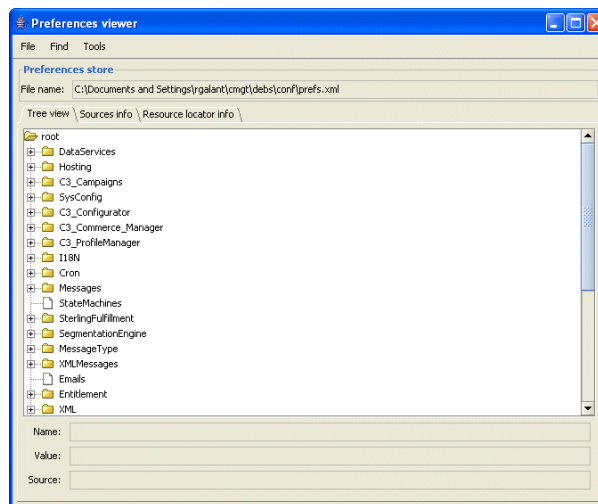 Preferences viewer
File Find Tools
Preferences store
File name: C:\Documents and Settings\rgalant\cmgt\debs\conf\prefs.xml
Tree view Sources info Resource locator info
root
DataServices
Hosting
C3_Campaigns
SysConfig
C3_Configurator
C3_Commerce_Manager
C3_ProfileManager
I18N
Cron
Messages
StateMachines
SterlingFulfillment
SegmentationEngine
MessageType
XMLMessages
Emails
Entitlement
XML
Name:
Value:
Source: